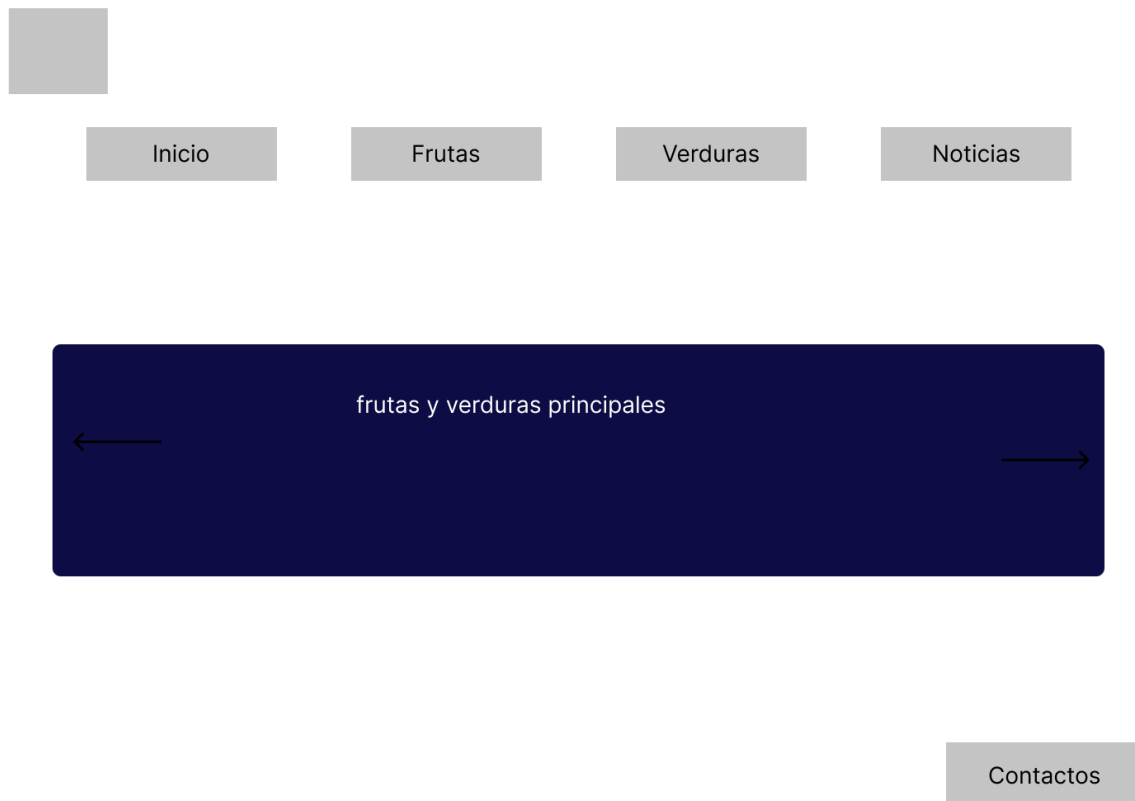 Inicio
Frutas
Verduras
Noticias
frutas y verduras principales
Contactos